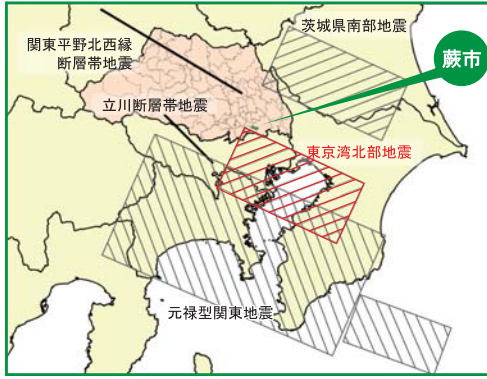 茨城県南部地震
関東平野北西縁
断層帯地震
蕨市
立川断層帯地震
東京湾北部地震
元禄型関東地震